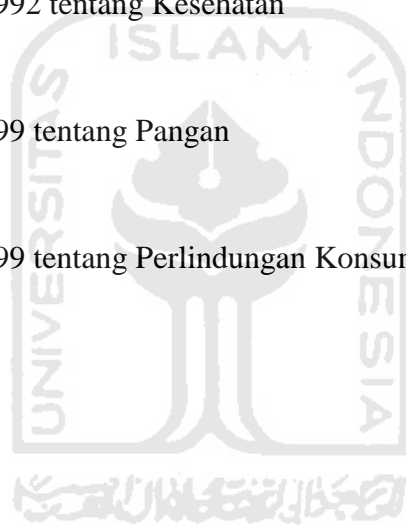 992 tentang Kesehatan
ISLAM
99 tentang Pangan
UNIVERSITAS
INDONESIA
99 tentang Perlindungan Konsu